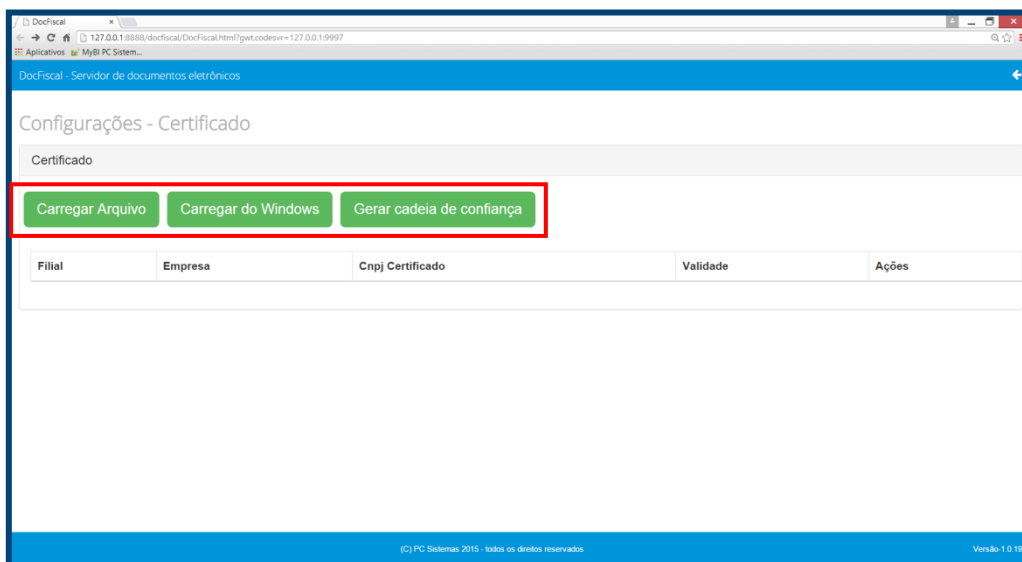 DocFiscal
127.0.0.1:8888/docfiscal/DocFiscal.html?gwt.codesvr=127.0.0.1:9997
Aplicativos MyBI PC Sistem...
DocFiscal - Servidor de documentos eletrônicos
Configurações - Certificado
Certificado
Carregar Arquivo Carregar do Windows Gerar cadeia de confiança
Filial Empresa Cnpj Certificado Validade Ações
(C) PC Sistemas 2015 - todos os direitos reservados Versão-1.0.19